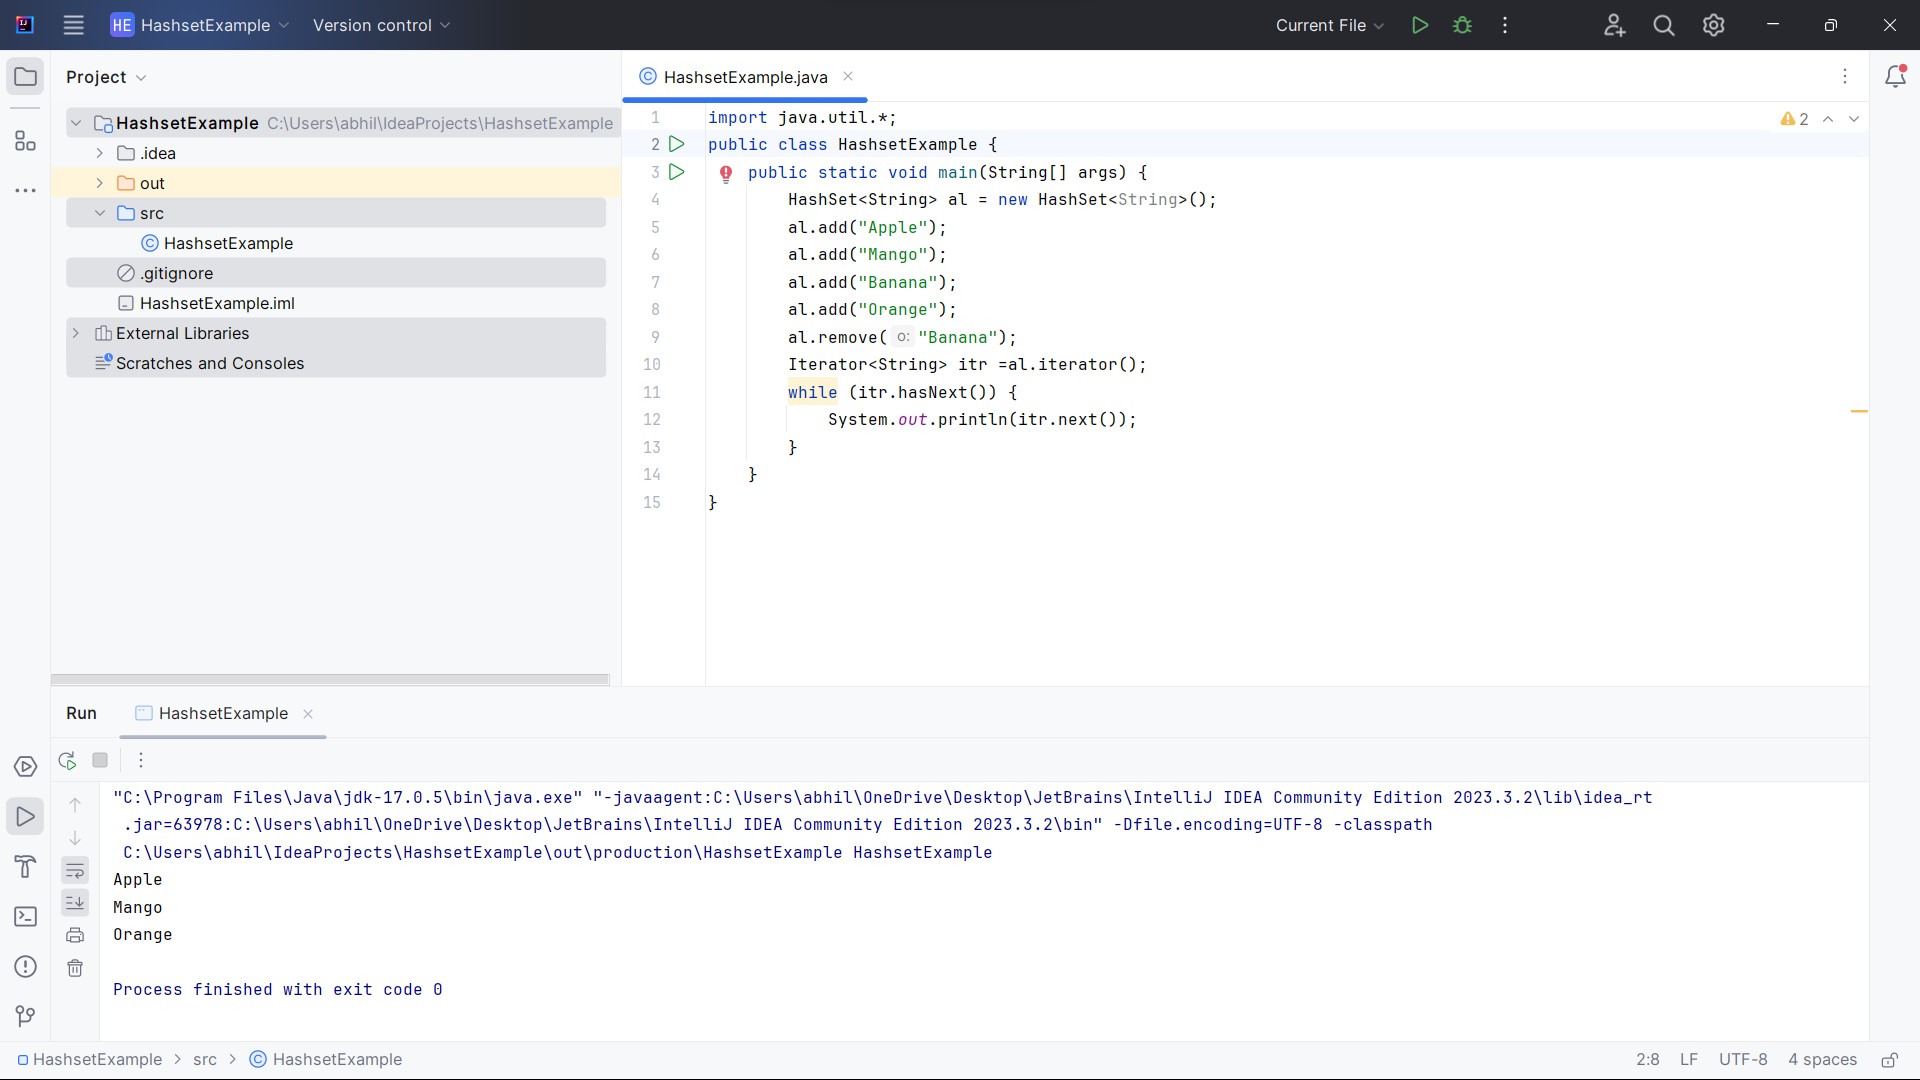 HE HashsetExample Version control Current File
Project
HashsetExample.java
HashsetExample C:\Users\abhil\IdeaProjects\HashsetExample
.idea
out
src
HashsetExample
.gitignore
HashsetExample.iml
External Libraries
Scratches and Consoles
2
1 import java.util.*;
2 public class HashsetExample {
3 public static void main(String[] args) {
4 HashSet<String> al = new HashSet<String>();
5 al.add("Apple");
6 al.add("Mango");
7 al.add("Banana");
8 al.add("Orange");
9 al.remove( o: "Banana");
10 Iterator<String> itr =al.iterator();
11 while (itr.hasNext()) {
12 System.out.println(itr.next());
13 }
14 }
15 }
Run HashsetExample
"C:\Program Files\Java\jdk-17.0.5\bin\java.exe" "-javaagent:C:\Users\abhil\OneDrive\Desktop\JetBrains\IntelliJ IDEA Community Edition 2023.3.2\lib\idea_rt
.jar=63978:C:\Users\abhil\OneDrive\Desktop\JetBrains\IntelliJ IDEA Community Edition 2023.3.2\bin" -Dfile.encoding=UTF-8 -classpath
C:\Users\abhil\IdeaProjects\HashsetExample\out\production\HashsetExample HashsetExample
Apple
Mango
Orange
Process finished with exit code 0
HashsetExample > src > HashsetExample 2:8 LF UTF-8 4 spaces